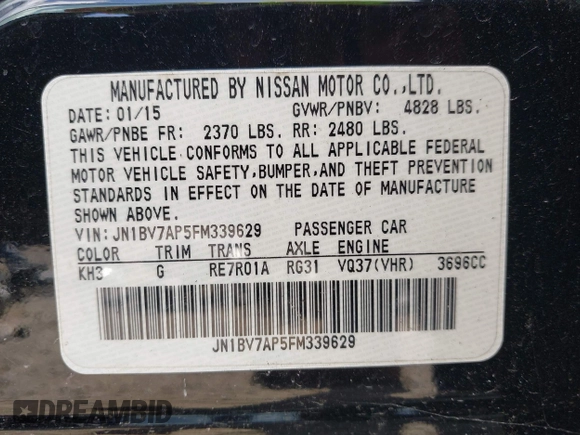 MANUFACTURED BY NISSAN MOTOR CO.,LTD.
DATE: 01/15 GVWR/PNBV: 4828 LBS.
GAWR/PNBE FR: 2370 LBS. RR: 2480 LBS.
THIS VEHICLE CONFORMS TO ALL APPLICABLE FEDERAL
MOTOR VEHICLE SAFETY,BUMPER,AND THEFT PREVENTION
STANDARDS IN EFFECT ON THE DATE OF MANUFACTURE
SHOWN ABOVE.
VIN:JN1BV7AP5FM339629 PASSENGER CAR
COLOR TRIM TRANS AXLE ENGINE
KH3 G RE7R01A RG31 VQ37(VHR) 3696CC
JN1BV7AP5FM339629
DREAMBID